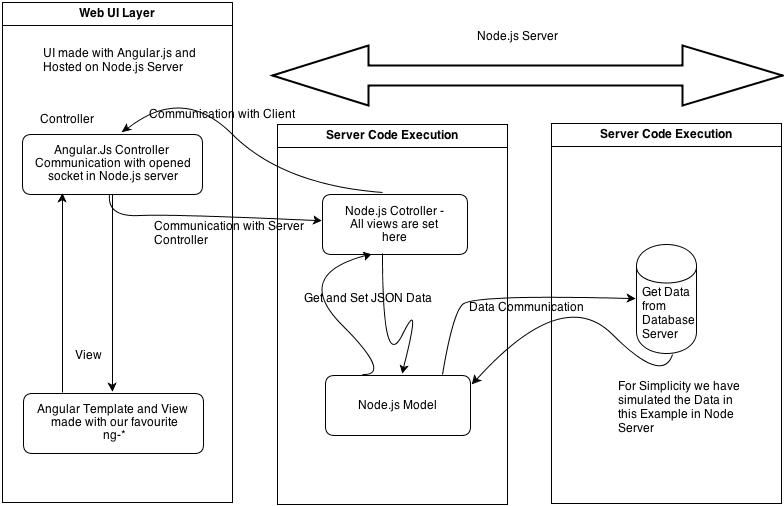 Web UI Layer
UI made with Angular.js and
Hosted on Node.js Server
Controller
Angular.Js Controller
Communication with opened
socket in Node.js server
View
Angular Template and View
made with our favourite
ng-*
Communication with Client
Communication with Server
Controller
Node.js Server
Server Code Execution
Node.js Cotroller -
All views are set
here
Get and Set JSON Data
Node.js Model
Data Communication
Server Code Execution
Get Data
from
Database
Server
For Simplicity we have
simulated the Data in
this Example in Node
Server